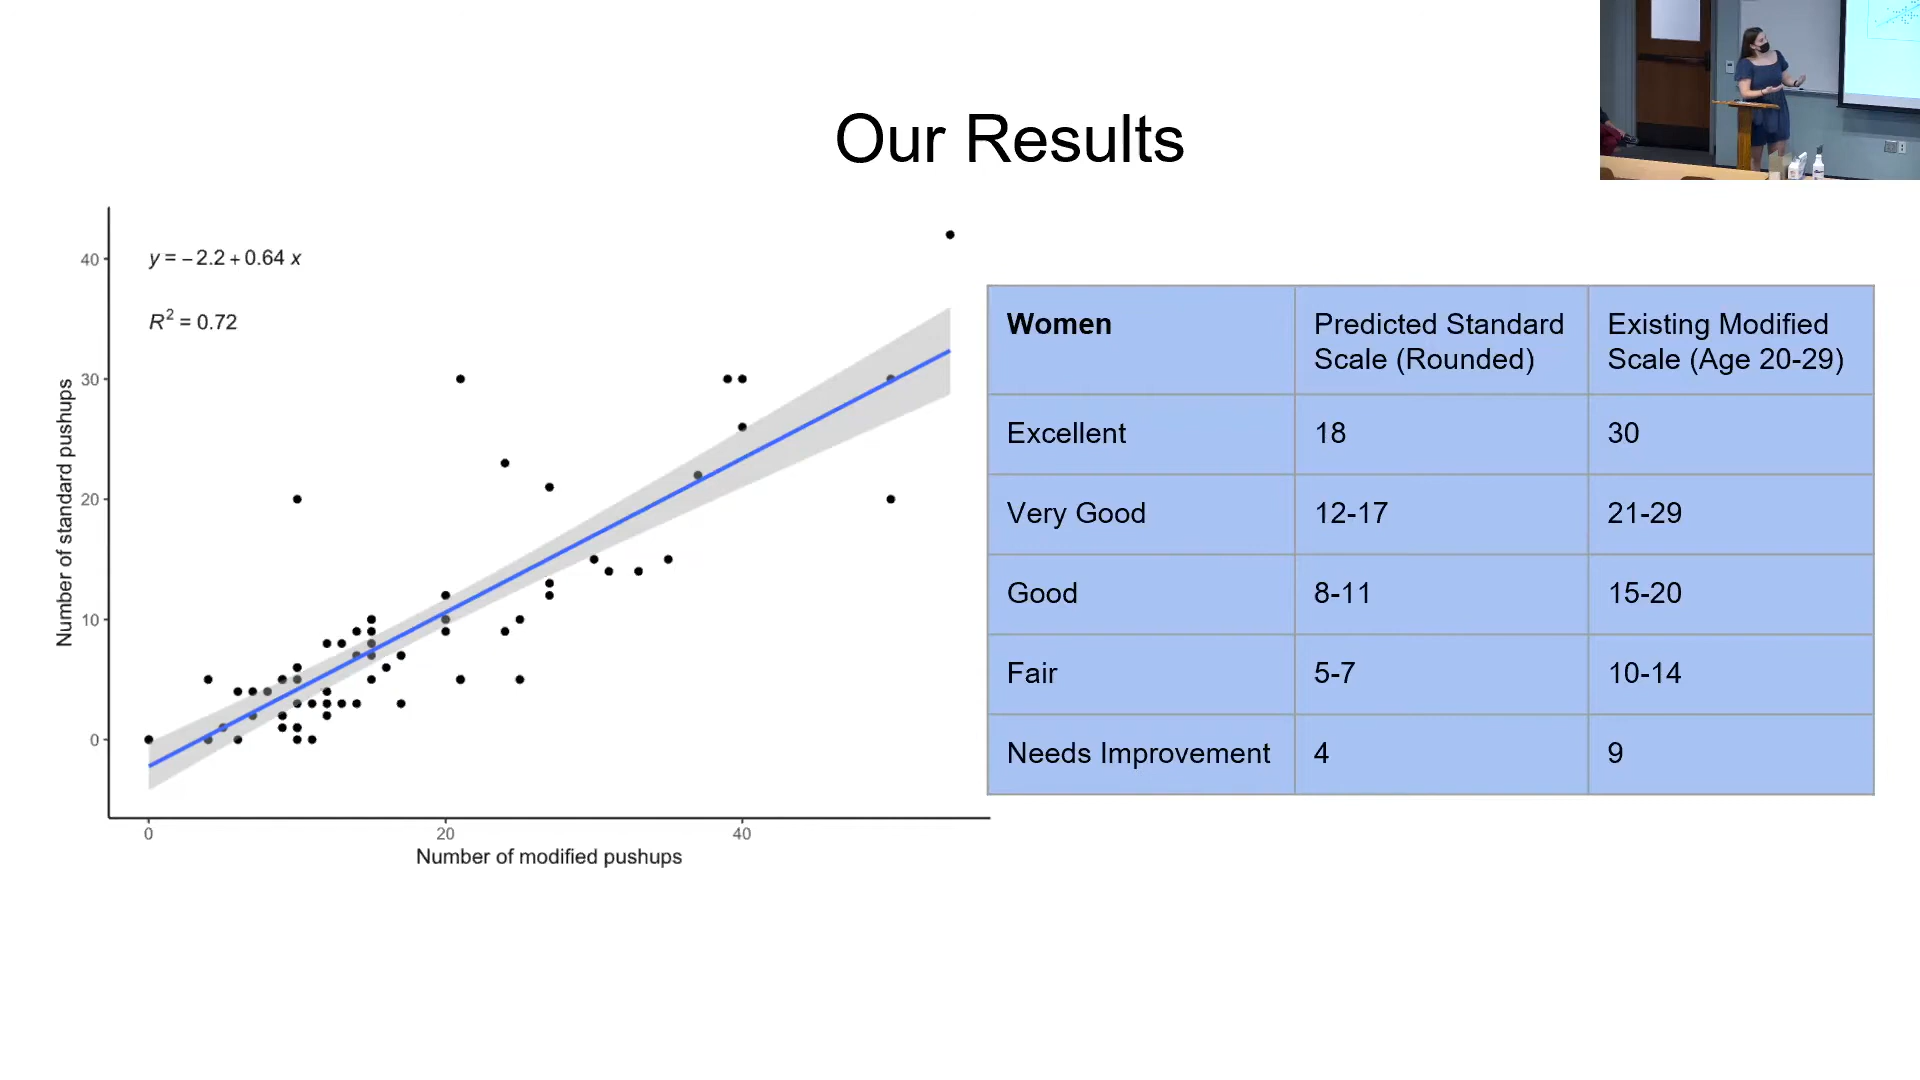 Our Results
y = −2.2 + 0.64 x
R² = 0.72
40
30
20
10
0
Number of standard pushups
0 20 40
Number of modified pushups
Women
Predicted Standard
Scale (Rounded)
Existing Modified
Scale (Age 20-29)
Excellent 18 30
Very Good 12-17 21-29
Good 8-11 15-20
Fair 5-7 10-14
Needs Improvement 4 9